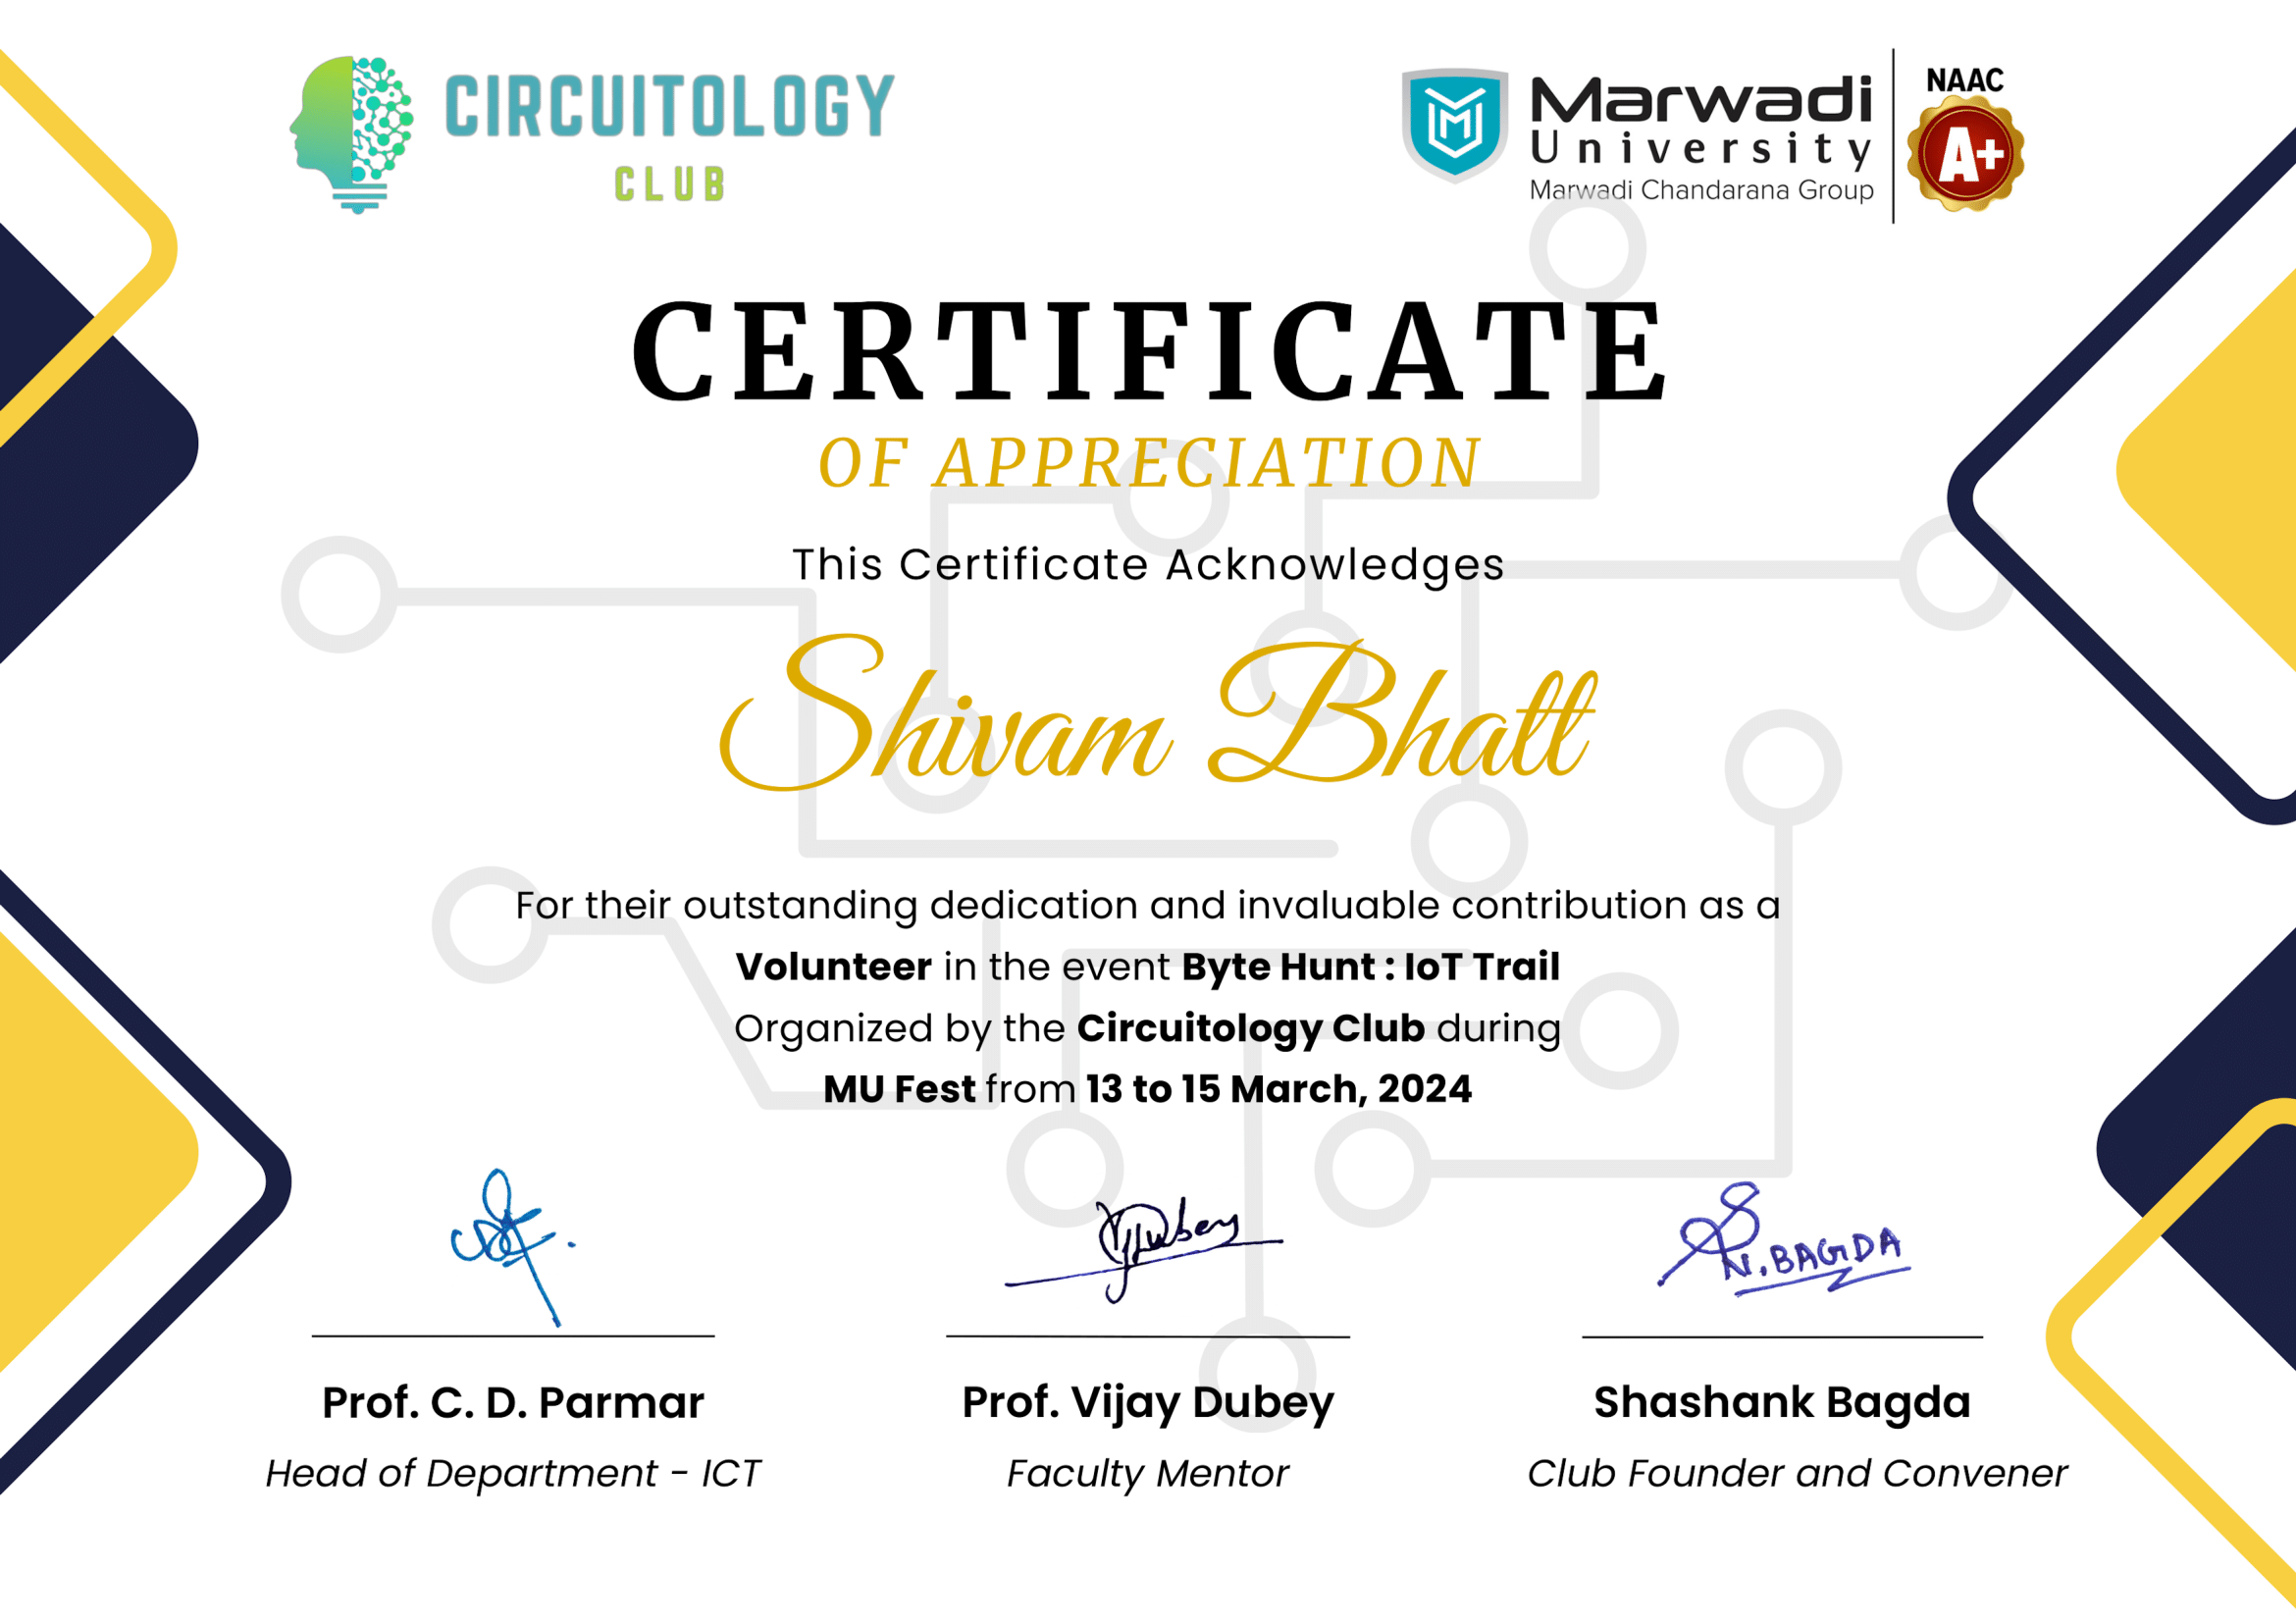 CIRCUITOLOGY
CLUB
Marwadi
University
Marwadi Chandarana Group
NAAC
A+
CERTIFICATE
OF APPRECIATION
This Certificate Acknowledges
Shivam Bhatt
For their outstanding dedication and invaluable contribution as a
Volunteer in the event Byte Hunt : IoT Trail
Organized by the Circuitology Club during
MU Fest from 13 to 15 March, 2024
Dubey
N. BAGDA
Prof. C. D. Parmar
Prof. Vijay Dubey
Shashank Bagda
Head of Department - ICT
Faculty Mentor
Club Founder and Convener